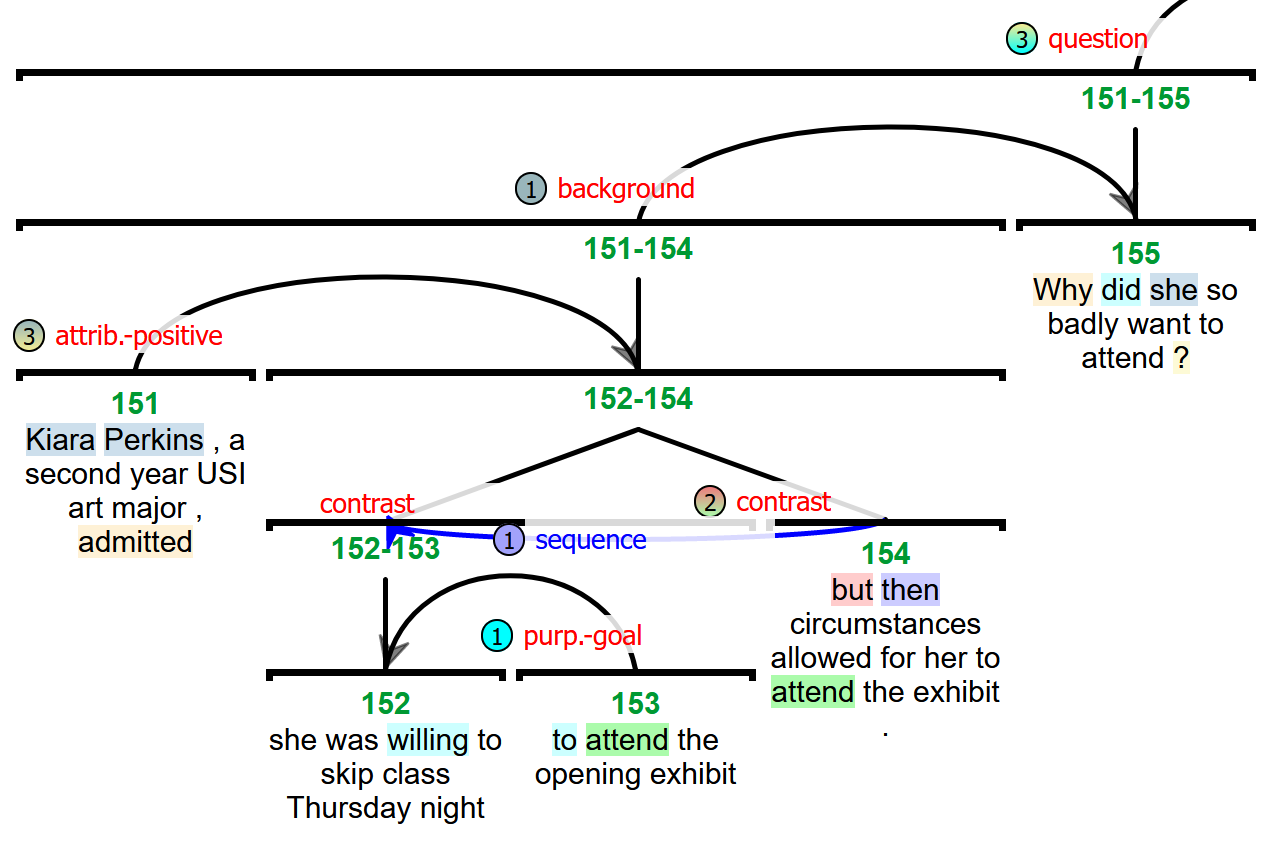 3 question
151-155
1 background
151-154
155
Why did she so
badly want to
attend ?
3 attrib.-positive
151
Kiara Perkins , a
second year USI
art major ,
admitted
152-154
contrast
2 contrast
1 sequence
152-153
154
but then
circumstances
allowed for her to
attend the exhibit
.
1 purp.-goal
152
she was willing to
skip class
Thursday night
153
to attend the
opening exhibit